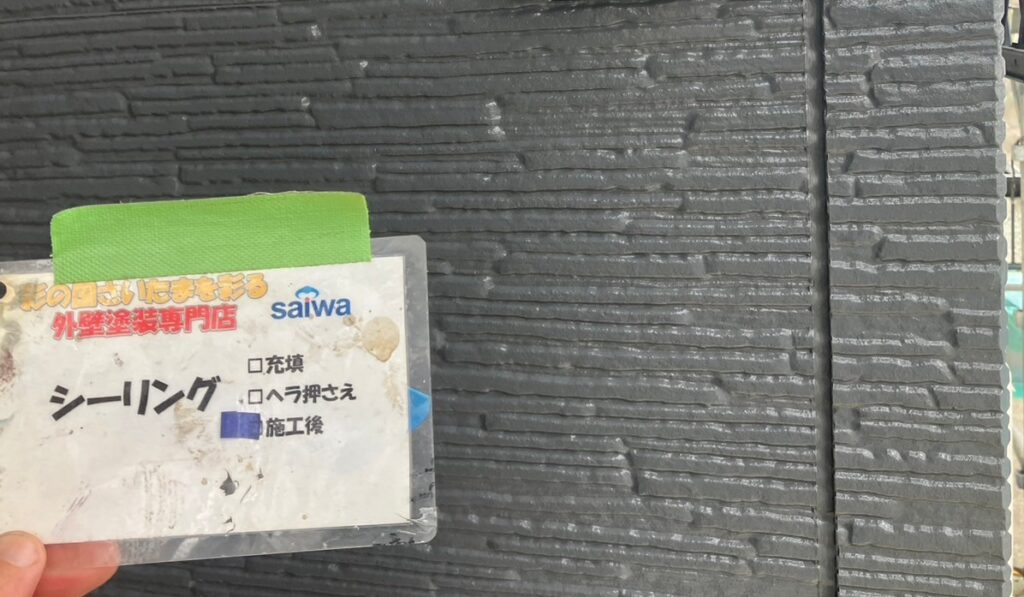 彩の国さいたまを彩る
外壁塗装専門店
saiwa
シーリング
□充填
□ヘラ押さえ
□施工後